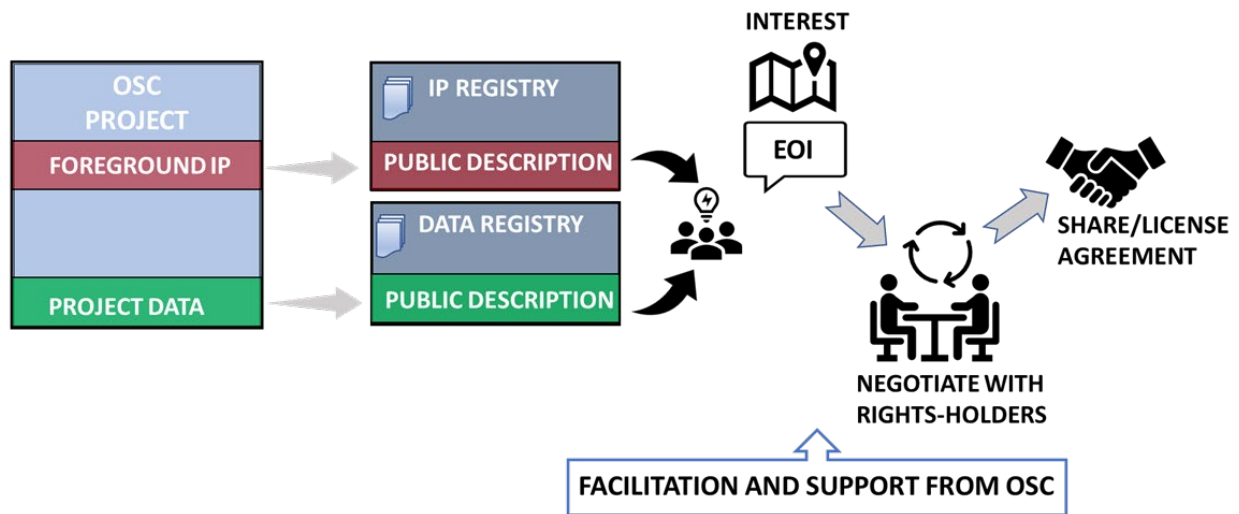 OSC
PROJECT
FOREGROUND IP
PROJECT DATA
IP REGISTRY
PUBLIC DESCRIPTION
DATA REGISTRY
PUBLIC DESCRIPTION
INTEREST
EOI
NEGOTIATE WITH
RIGHTS-HOLDERS
SHARE/LICENSE
AGREEMENT
FACILITATION AND SUPPORT FROM OSC